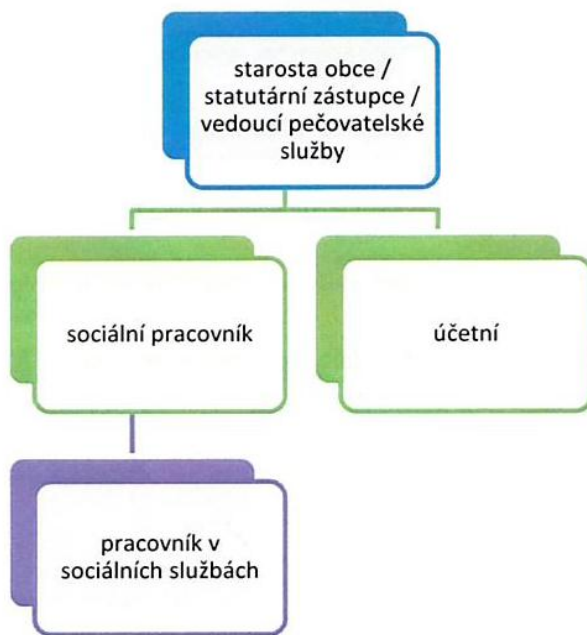 starosta obce /
statutární zástupce /
vedoucí pečovatelské
služby
sociální pracovník
účetní
pracovník v
sociálních službách